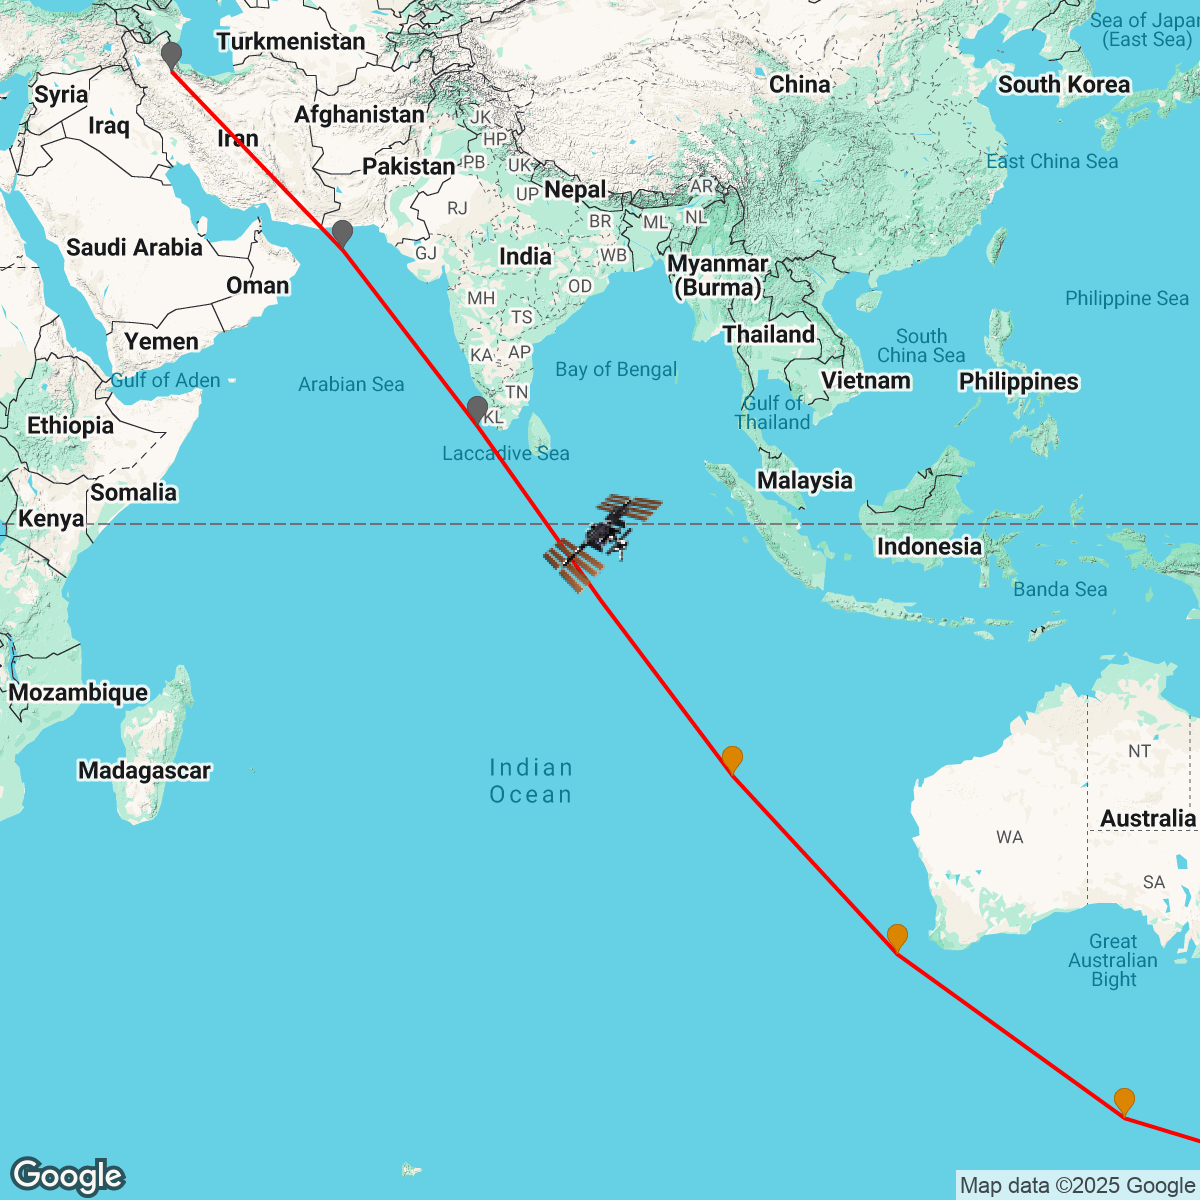 Turkmenistan
Sea of Japan
(East Sea)
Syria
China
South Korea
Iraq
Afghanistan
JK
Iran
HP
Pakistan
PB
UK
East China Sea
UP
Nepal
AR
RJ
BR
ML
NL
Saudi Arabia
GJ
India
WB
Myanmar
(Burma)
Oman
MH
OD
Philippine Sea
TS
Yemen
KA
AP
Thailand
South
China Sea
Gulf of Aden
Arabian Sea
Bay of Bengal
Vietnam
Philippines
TN
Gulf of
Thailand
Ethiopia
KL
Laccadive Sea
Malaysia
Somalia
Kenya
Indonesia
Banda Sea
Mozambique
NT
Madagascar
Indian
Ocean
Australia
WA
SA
Great
Australian
Bight
Google
Map data ©2025 Google